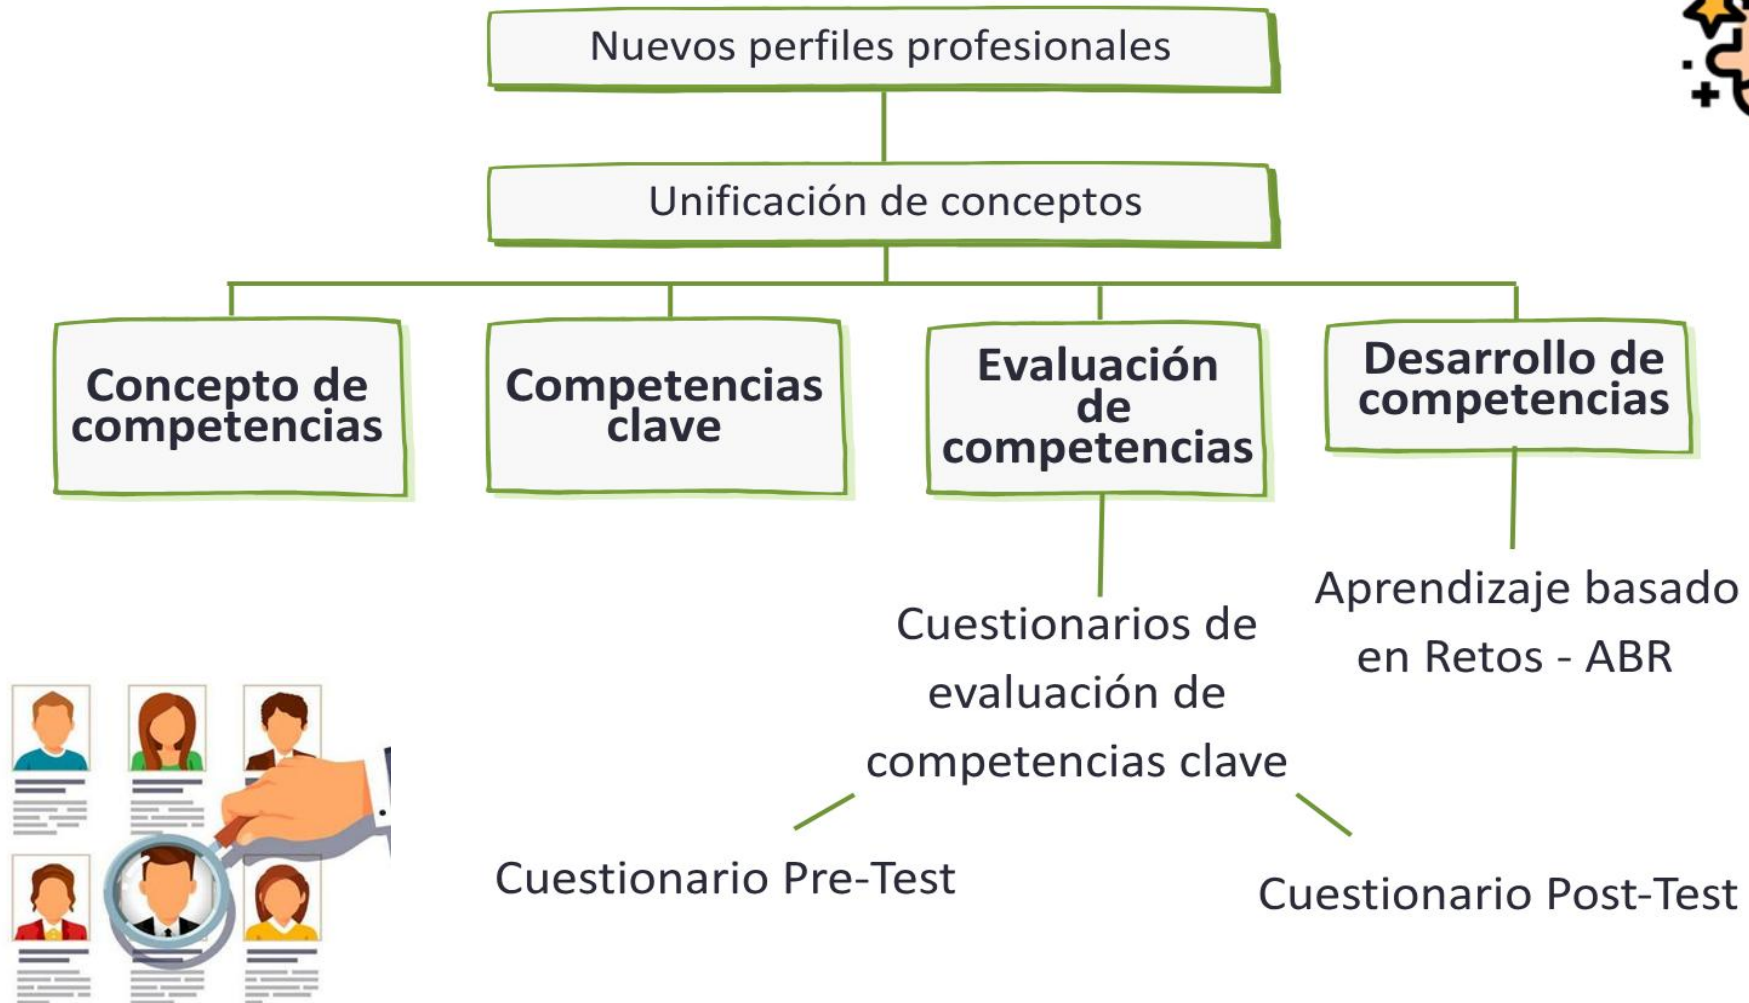 Nuevos perfiles profesionales
Unificación de conceptos
Concepto de
competencias
Competencias
clave
Evaluación
de
competencias
Desarrollo de
competencias
Cuestionarios de
evaluación de
competencias clave
Aprendizaje basado
en Retos - ABR
Cuestionario Pre-Test
Cuestionario Post-Test